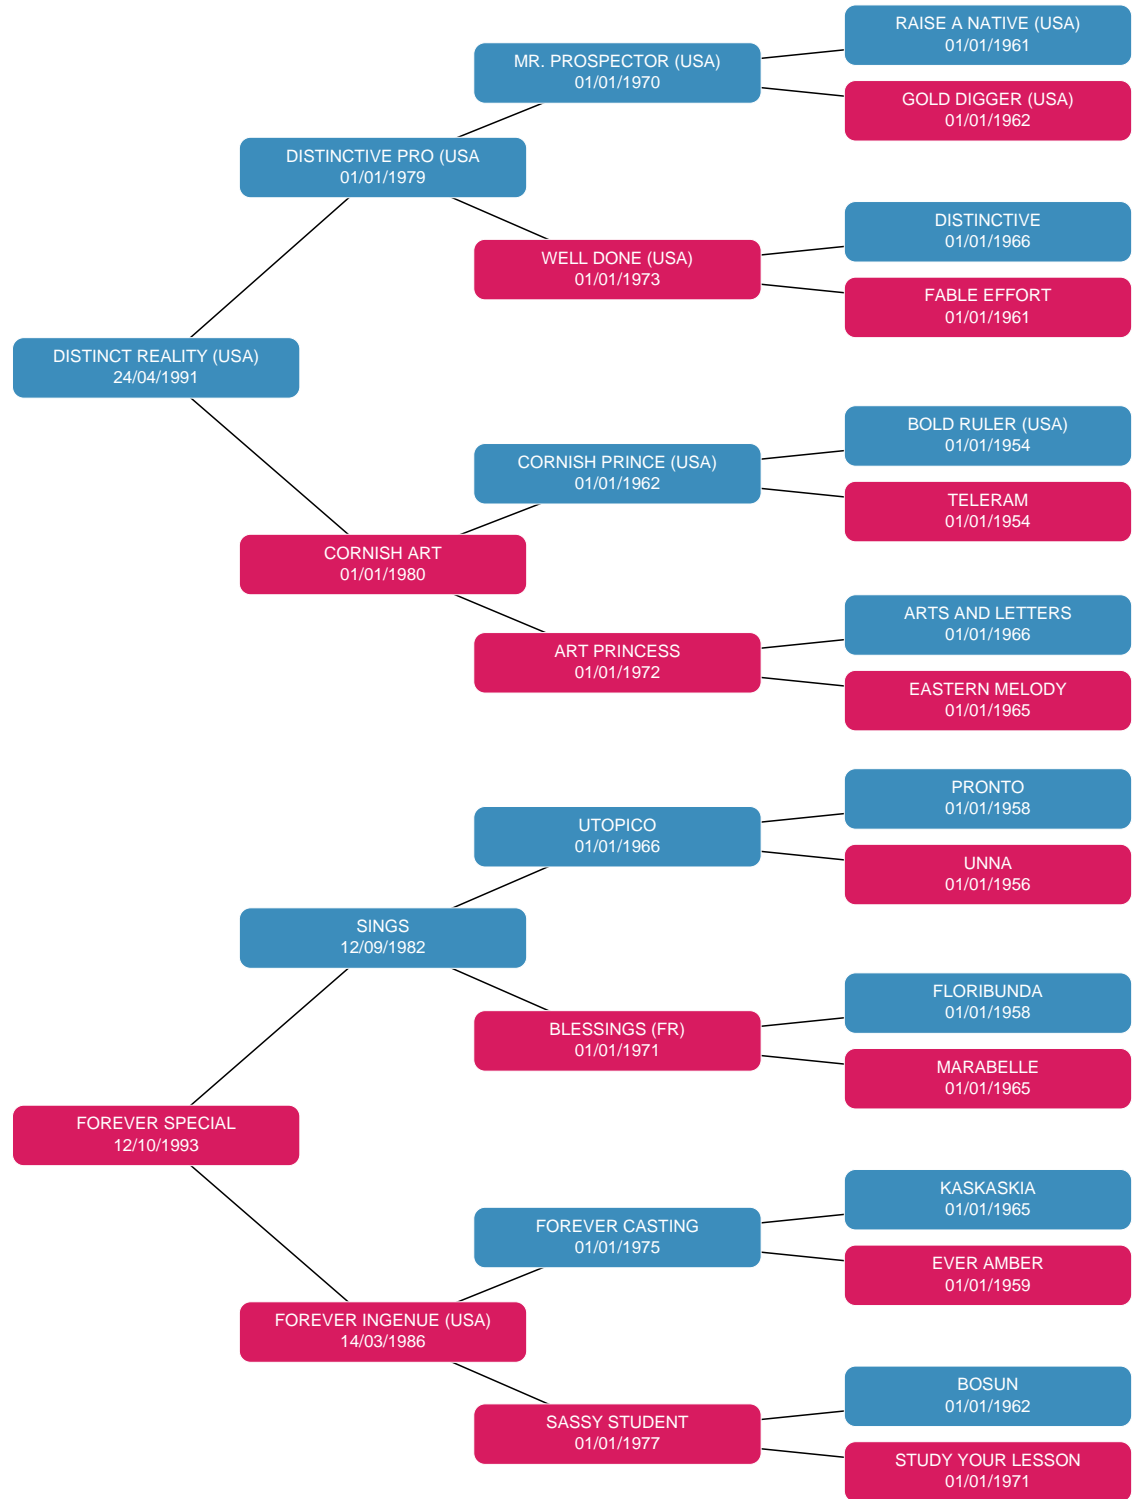 RAISE A NATIVE (USA)
01/01/1961
MR. PROSPECTOR (USA)
01/01/1970
GOLD DIGGER (USA)
01/01/1962
DISTINCTIVE PRO (USA
01/01/1979
DISTINCTIVE
01/01/1966
WELL DONE (USA)
01/01/1973
FABLE EFFORT
01/01/1961
DISTINCT REALITY (USA)
24/04/1991
BOLD RULER (USA)
01/01/1954
CORNISH PRINCE (USA)
01/01/1962
TELERAM
01/01/1954
CORNISH ART
01/01/1980
ARTS AND LETTERS
01/01/1966
ART PRINCESS
01/01/1972
EASTERN MELODY
01/01/1965
PRONTO
01/01/1958
UTOPICO
01/01/1966
UNNA
01/01/1956
SINGS
12/09/1982
FLORIBUNDA
01/01/1958
BLESSINGS (FR)
01/01/1971
MARABELLE
01/01/1965
FOREVER SPECIAL
12/10/1993
KASKASKIA
01/01/1965
FOREVER CASTING
01/01/1975
EVER AMBER
01/01/1959
FOREVER INGENUE (USA)
14/03/1986
BOSUN
01/01/1962
SASSY STUDENT
01/01/1977
STUDY YOUR LESSON
01/01/1971